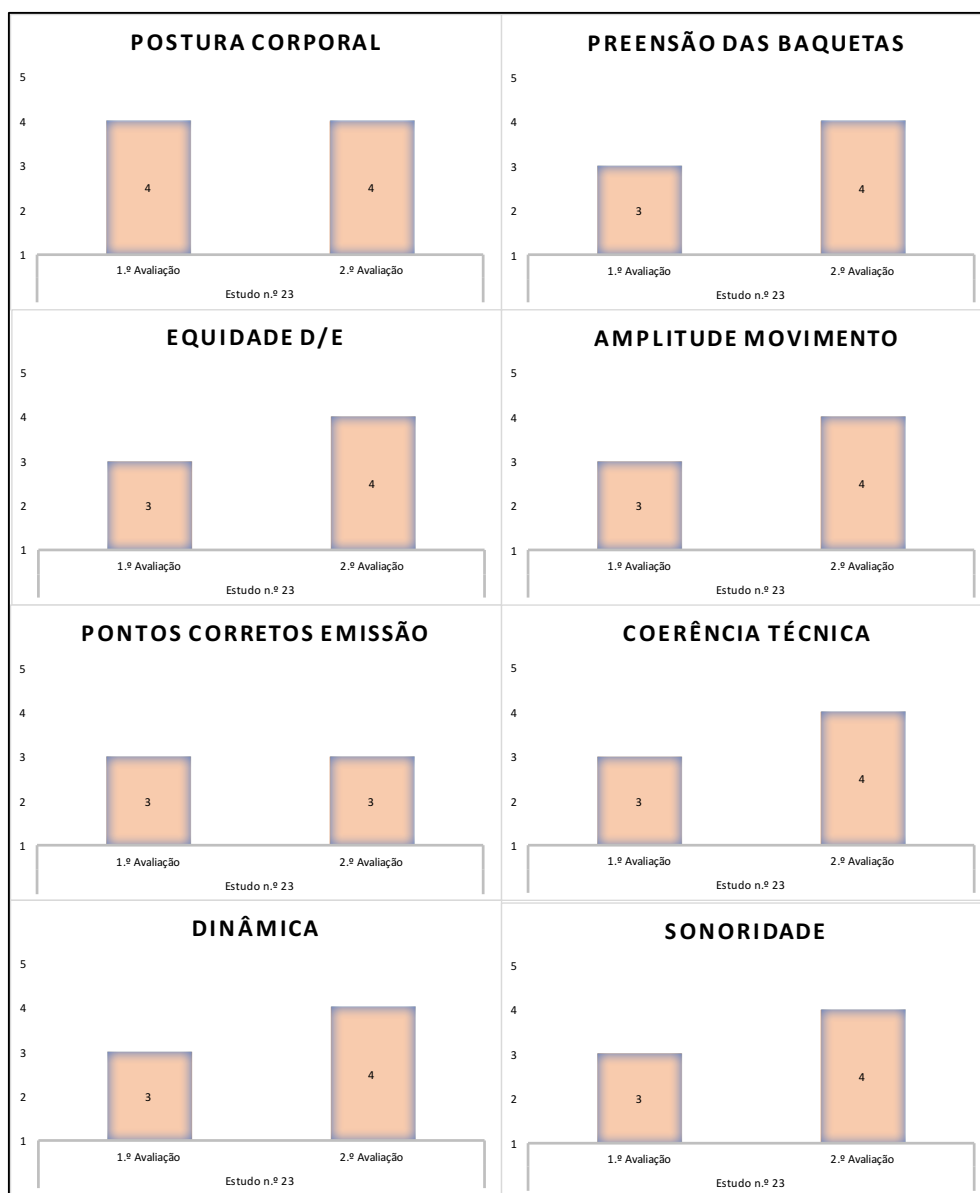 POSTURA CORPORAL
5
4
3
2
1
4
4
1.º Avaliação
2.º Avaliação
Estudo n.º 23
PREENSÃO DAS BAQUETAS
5
4
3
2
1
3
4
1.º Avaliação
2.º Avaliação
Estudo n.º 23
EQUIDADE D/E
5
4
3
2
1
3
4
1.º Avaliação
2.º Avaliação
Estudo n.º 23
AMPLITUDE MOVIMENTO
5
4
3
2
1
3
4
1.º Avaliação
2.º Avaliação
Estudo n.º 23
PONTOS CORRETOS EMISSÃO
5
4
3
2
1
3
3
1.º Avaliação
2.º Avaliação
Estudo n.º 23
COERÊNCIA TÉCNICA
5
4
3
2
1
3
4
1.º Avaliação
2.º Avaliação
Estudo n.º 23
DINÂMICA
5
4
3
2
1
3
4
1.º Avaliação
2.º Avaliação
Estudo n.º 23
SONORIDADE
5
4
3
2
1
3
4
1.º Avaliação
2.º Avaliação
Estudo n.º 23